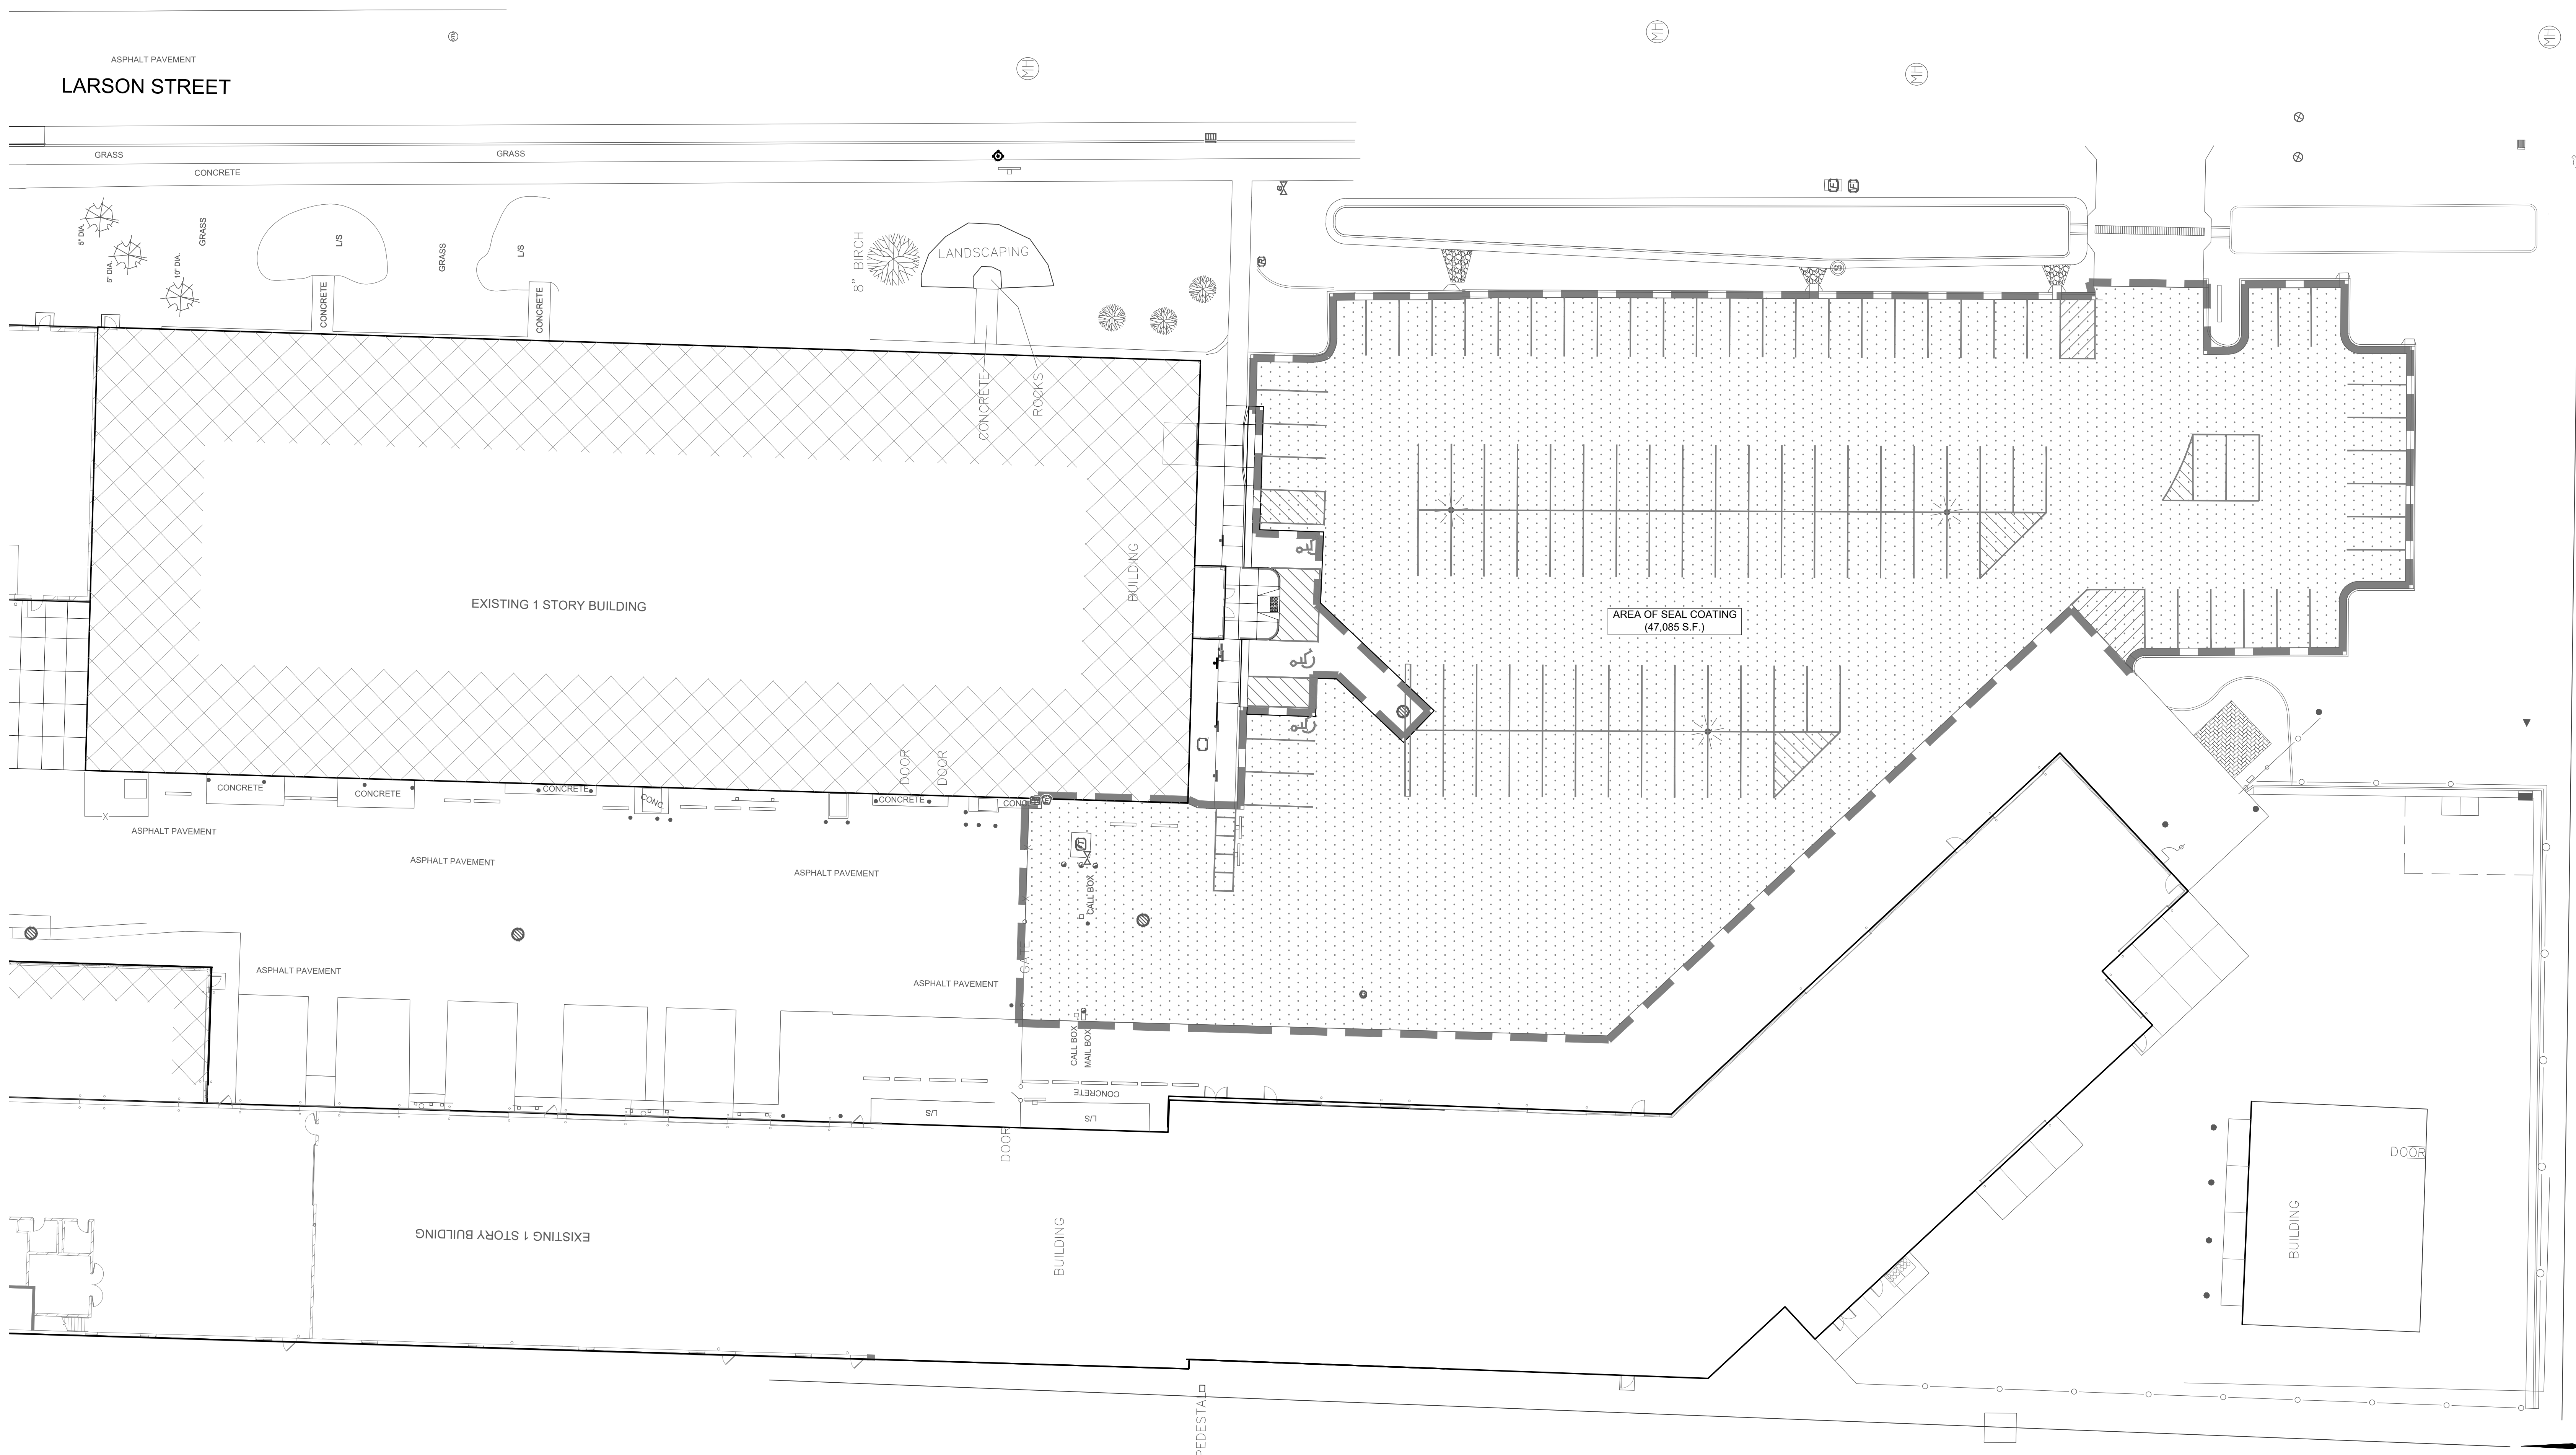 ASPHALT PAVEMENT
LARSON STREET
MH
MH
MH
MH
GRASS
GRASS
CONCRETE
5" DIA.
5" DIA.
10" DIA.
GRASS
L/S
CONCRETE
GRASS
L/S
CONCRETE
8" BIRCH
LANDSCAPING
CONCRETE
ROCKS
S
BUILDING
EXISTING 1 STORY BUILDING
AREA OF SEAL COATING
(47,085 S.F.)
DOOR
DOOR
CONCRETE
CONCRETE
CONCRETE
CONC.
CONCRETE
X
ASPHALT PAVEMENT
ASPHALT PAVEMENT
ASPHALT PAVEMENT
CALL BOX
GATE
ASPHALT PAVEMENT
ASPHALT PAVEMENT
CALL BOX
MAIL BOX
CONCRETE
L/S
L/S
DOOR
EXISTING 1 STORY BUILDING
BUILDING
DOOR
BUILDING
PEDESTAL